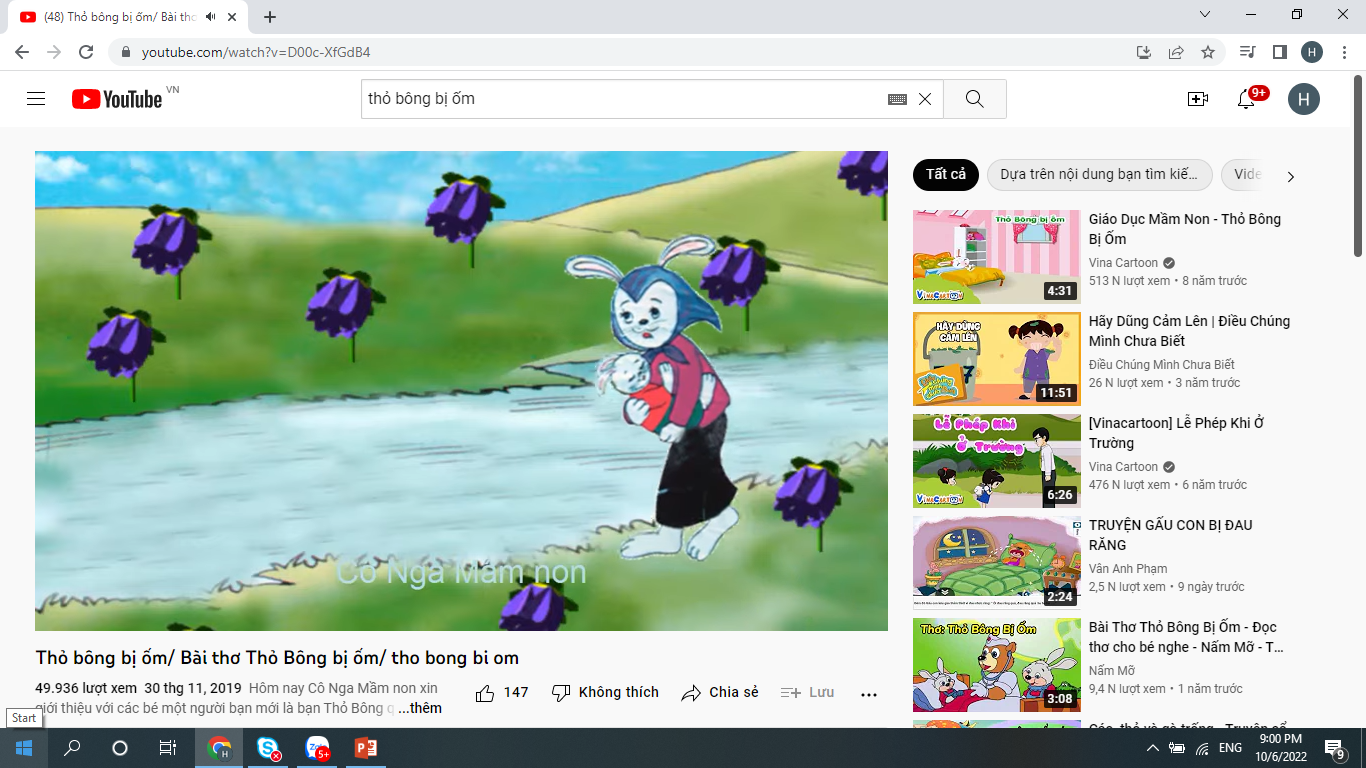 (48) Thỏ bông bị ốm/ Bài thơ
youtube.com/watch?v=D00c-XfGdB4
H
YouTube VN
thỏ bông bị ốm
9+
H
Cô Nga Mầm non
Thỏ bông bị ốm/ Bài thơ Thỏ Bông bị ốm/ tho bong bi om
49.936 lượt xem 30 thg 11, 2019 Hôm nay Cô Nga Mầm non xin
giới thiệu với các bé một người bạn mới là bạn Thỏ Bông q ...thêm
147
Không thích
Chia sẻ
Lưu
Tất cả
Dựa trên nội dung bạn tìm kiế...
Vide
Thỏ Bông bị ốm
VINACARTOON
4:31
Giáo Dục Mầm Non - Thỏ Bông
Bị Ốm
Vina Cartoon
513 N lượt xem • 8 năm trước
HÃY DŨNG
CẢM LÊN
11:51
Hãy Dũng Cảm Lên | Điều Chúng
Mình Chưa Biết
Điều Chúng Mình Chưa Biết
26 N lượt xem • 3 năm trước
Lễ Phép Khi
Ở Trường
VINACARTOON
6:26
[Vinacartoon] Lễ Phép Khi Ở
Trường
Vina Cartoon
476 N lượt xem • 6 năm trước
2:24
TRUYỆN GẤU CON BỊ ĐAU
RĂNG
Vân Anh Phạm
2,5 N lượt xem • 9 ngày trước
Thơ: Thỏ Bông Bị Ốm
3:08
Bài Thơ Thỏ Bông Bị Ốm - Đọc
thơ cho bé nghe - Nấm Mỡ - T...
Nấm Mỡ
9,4 N lượt xem • 1 năm trước
Start
H
5+
ENG
9:00 PM
10/6/2022
9